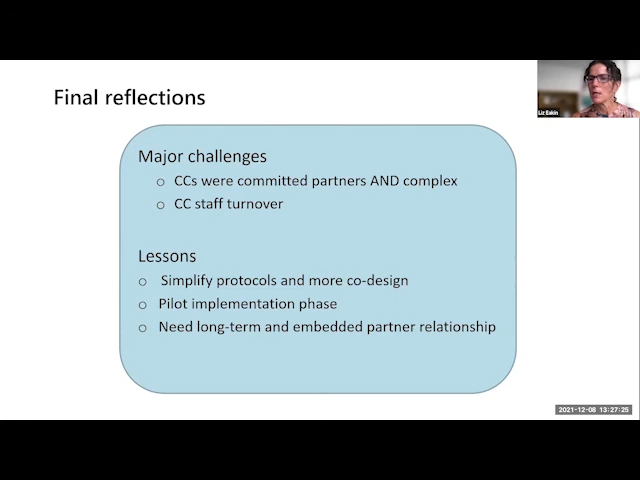 Final reflections
Liz Eakin
Major challenges
o CCs were committed partners AND complex
o CC staff turnover
Lessons
o Simplify protocols and more co-design
o Pilot implementation phase
o Need long-term and embedded partner relationship
2021-12-08 13:27:25